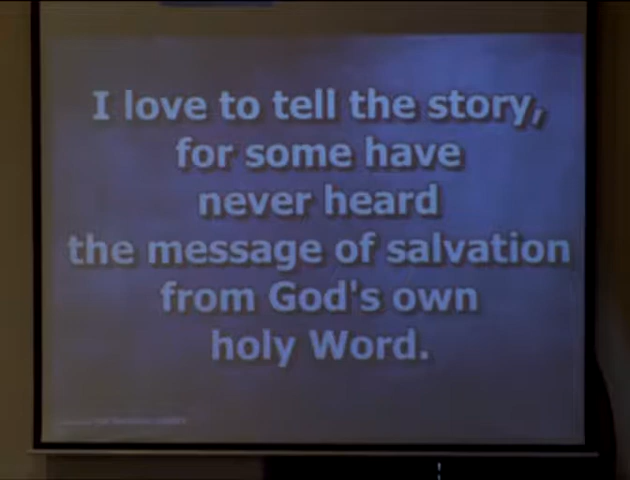 I love to tell the story,
for some have
never heard
the message of salvation
from God's own
holy Word.